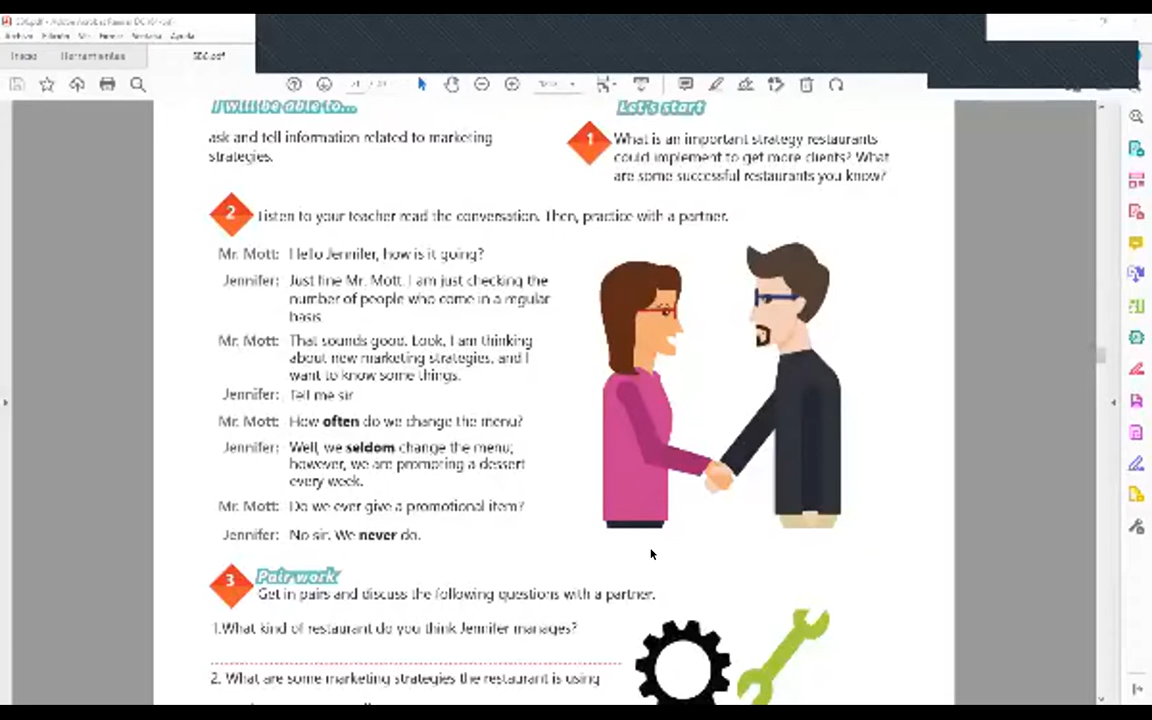 Inicio
Herramientas
I will be able to...
ask and tell information related to marketing
strategies.
Let's start
1
What is an important strategy restaurants
could implement to get more clients? What
are some successful restaurants you know?
2
Listen to your teacher read the conversation. Then, practice with a partner.
Mr. Mott: Hello Jennifer, how is it going?
Jennifer: Just fine Mr. Mott. I am just checking the
number of people who come in a regular
basis.
Mr. Mott: That sounds good. Look, I am thinking
about new marketing strategies, and I
want to know some things.
Jennifer: Tell me sir
Mr. Mott: How often do we change the menu?
Jennifer: Well, we seldom change the menu;
however, we are promoting a dessert
every week.
Mr. Mott: Do we ever give a promotional item?
Jennifer: No sir. We never do.
3
Pair work
Get in pairs and discuss the following questions with a partner.
1.What kind of restaurant do you think Jennifer manages?
2. What are some marketing strategies the restaurant is using